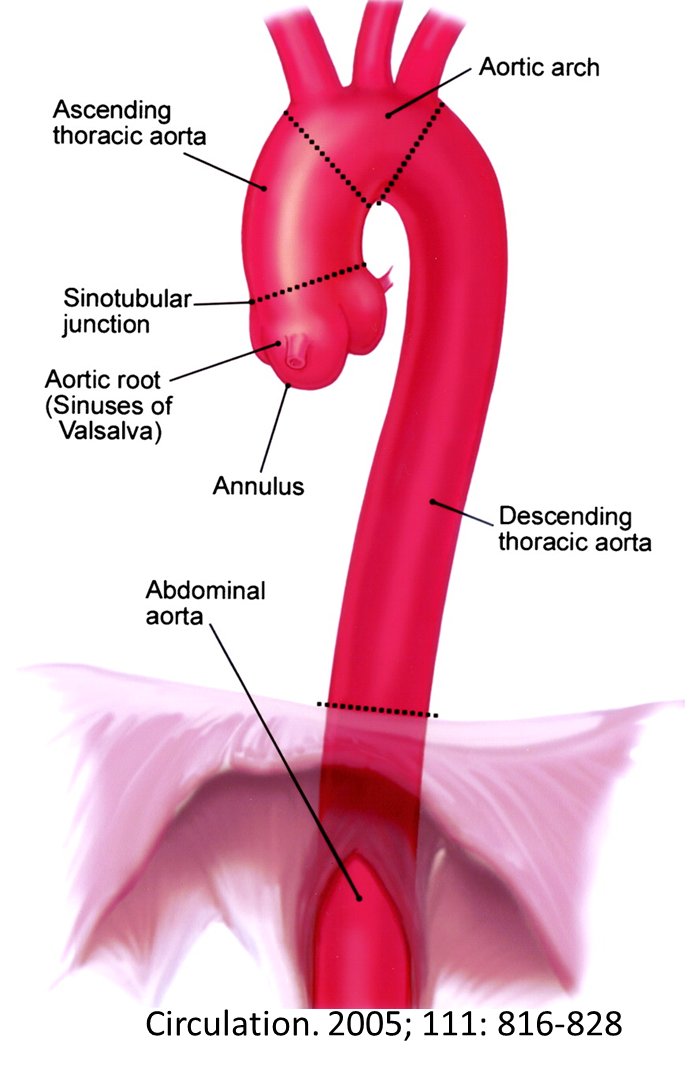 Aortic arch
Ascending
thoracic aorta
Sinotubular
junction
Aortic root
(Sinuses of
Valsalva)
Annulus
Descending
thoracic aorta
Abdominal
aorta
Circulation. 2005; 111: 816-828